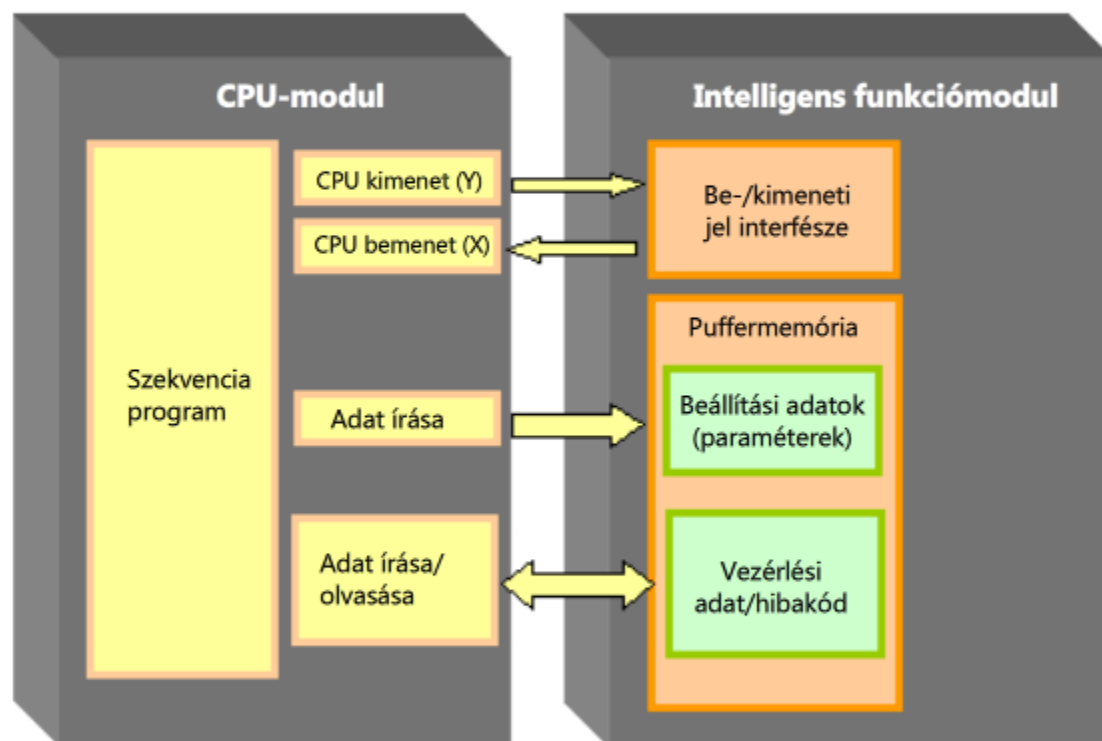 CPU-modul
Szekvencia
program
CPU kimenet (Y)
CPU bemenet (X)
Adat írása
Adat írása/
olvasása
Intelligens funkciómodul
Be-/kimeneti
jel interfésze
Puffermemória
Beállítási adatok
(paraméterek)
Vezérlési
adat/hibakód